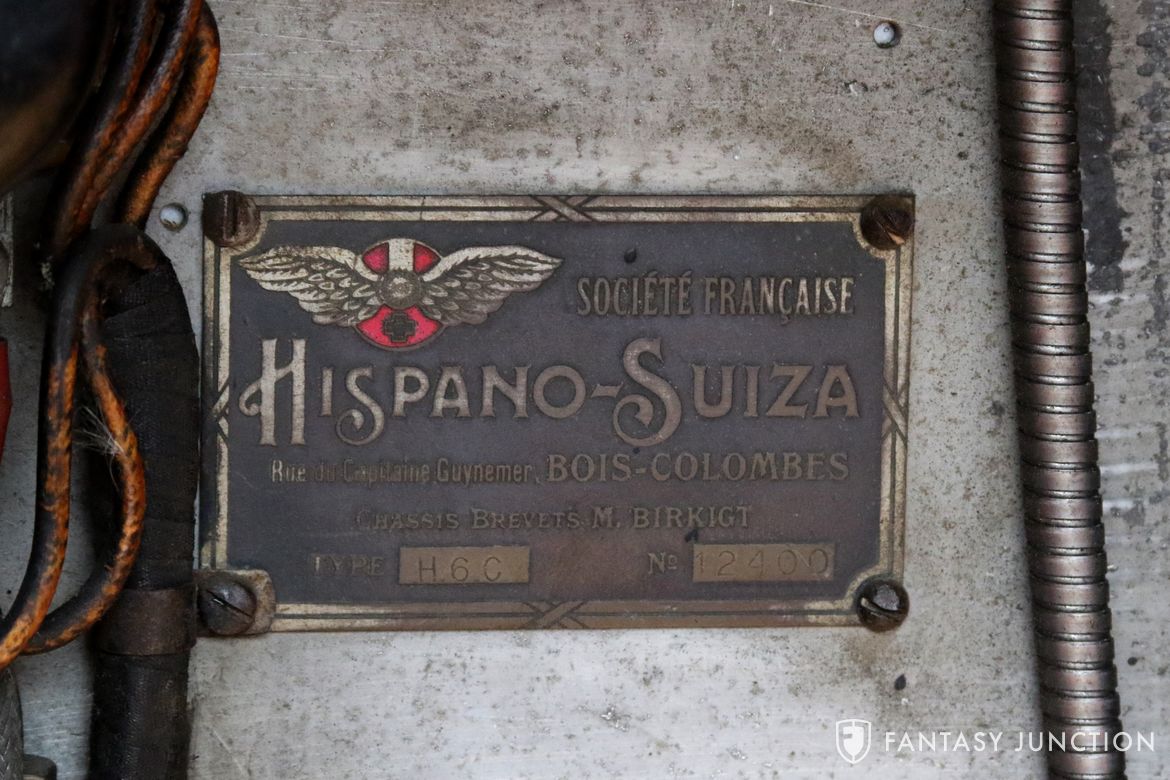 SOCIÉTÉ FRANÇAISE
HISPANO-SUIZA
Rue du Capitaine Guynemer, BOIS-COLOMBES
CHASSIS BREVETS M. BIRKIGT
TYPE H6C No 12400
FANTASY JUNCTION